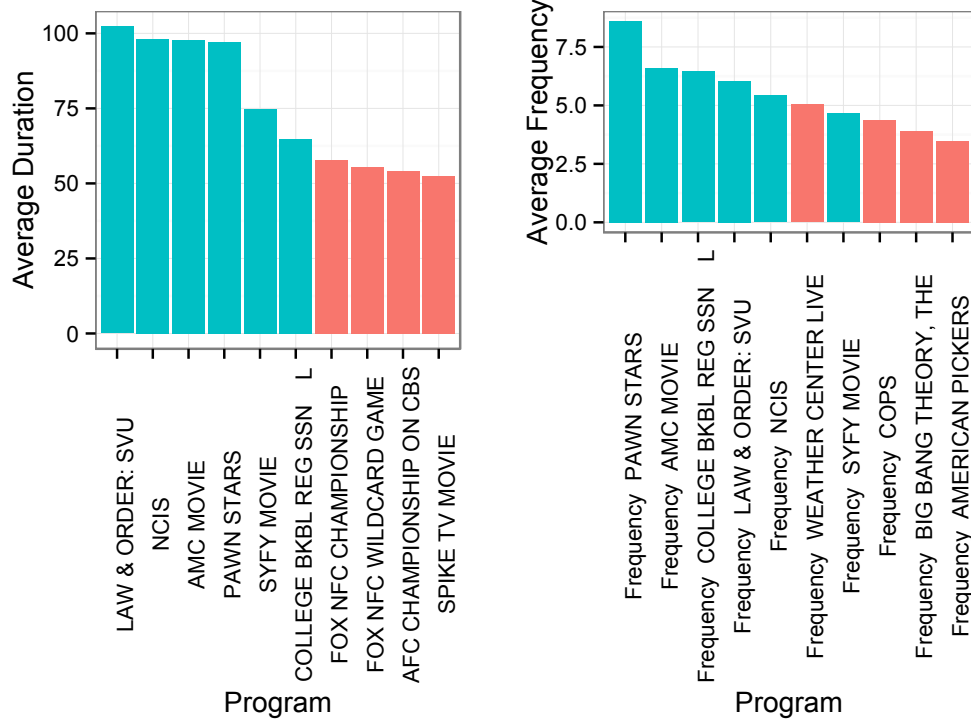 Average Duration
100
75
50
25
0
LAW & ORDER: SVU
NCIS
AMC MOVIE
PAWN STARS
SYFY MOVIE
COLLEGE BKBL REG SSN L
FOX NFC CHAMPIONSHIP
FOX NFC WILDCARD GAME
AFC CHAMPIONSHIP ON CBS
SPIKE TV MOVIE
Program
Average Frequency
7.5
5.0
2.5
0.0
Frequency PAWN STARS
Frequency AMC MOVIE
Frequency COLLEGE BKBL REG SSN L
Frequency LAW & ORDER: SVU
Frequency NCIS
Frequency WEATHER CENTER LIVE
Frequency SYFY MOVIE
Frequency COPS
Frequency BIG BANG THEORY, THE
Frequency AMERICAN PICKERS
Program